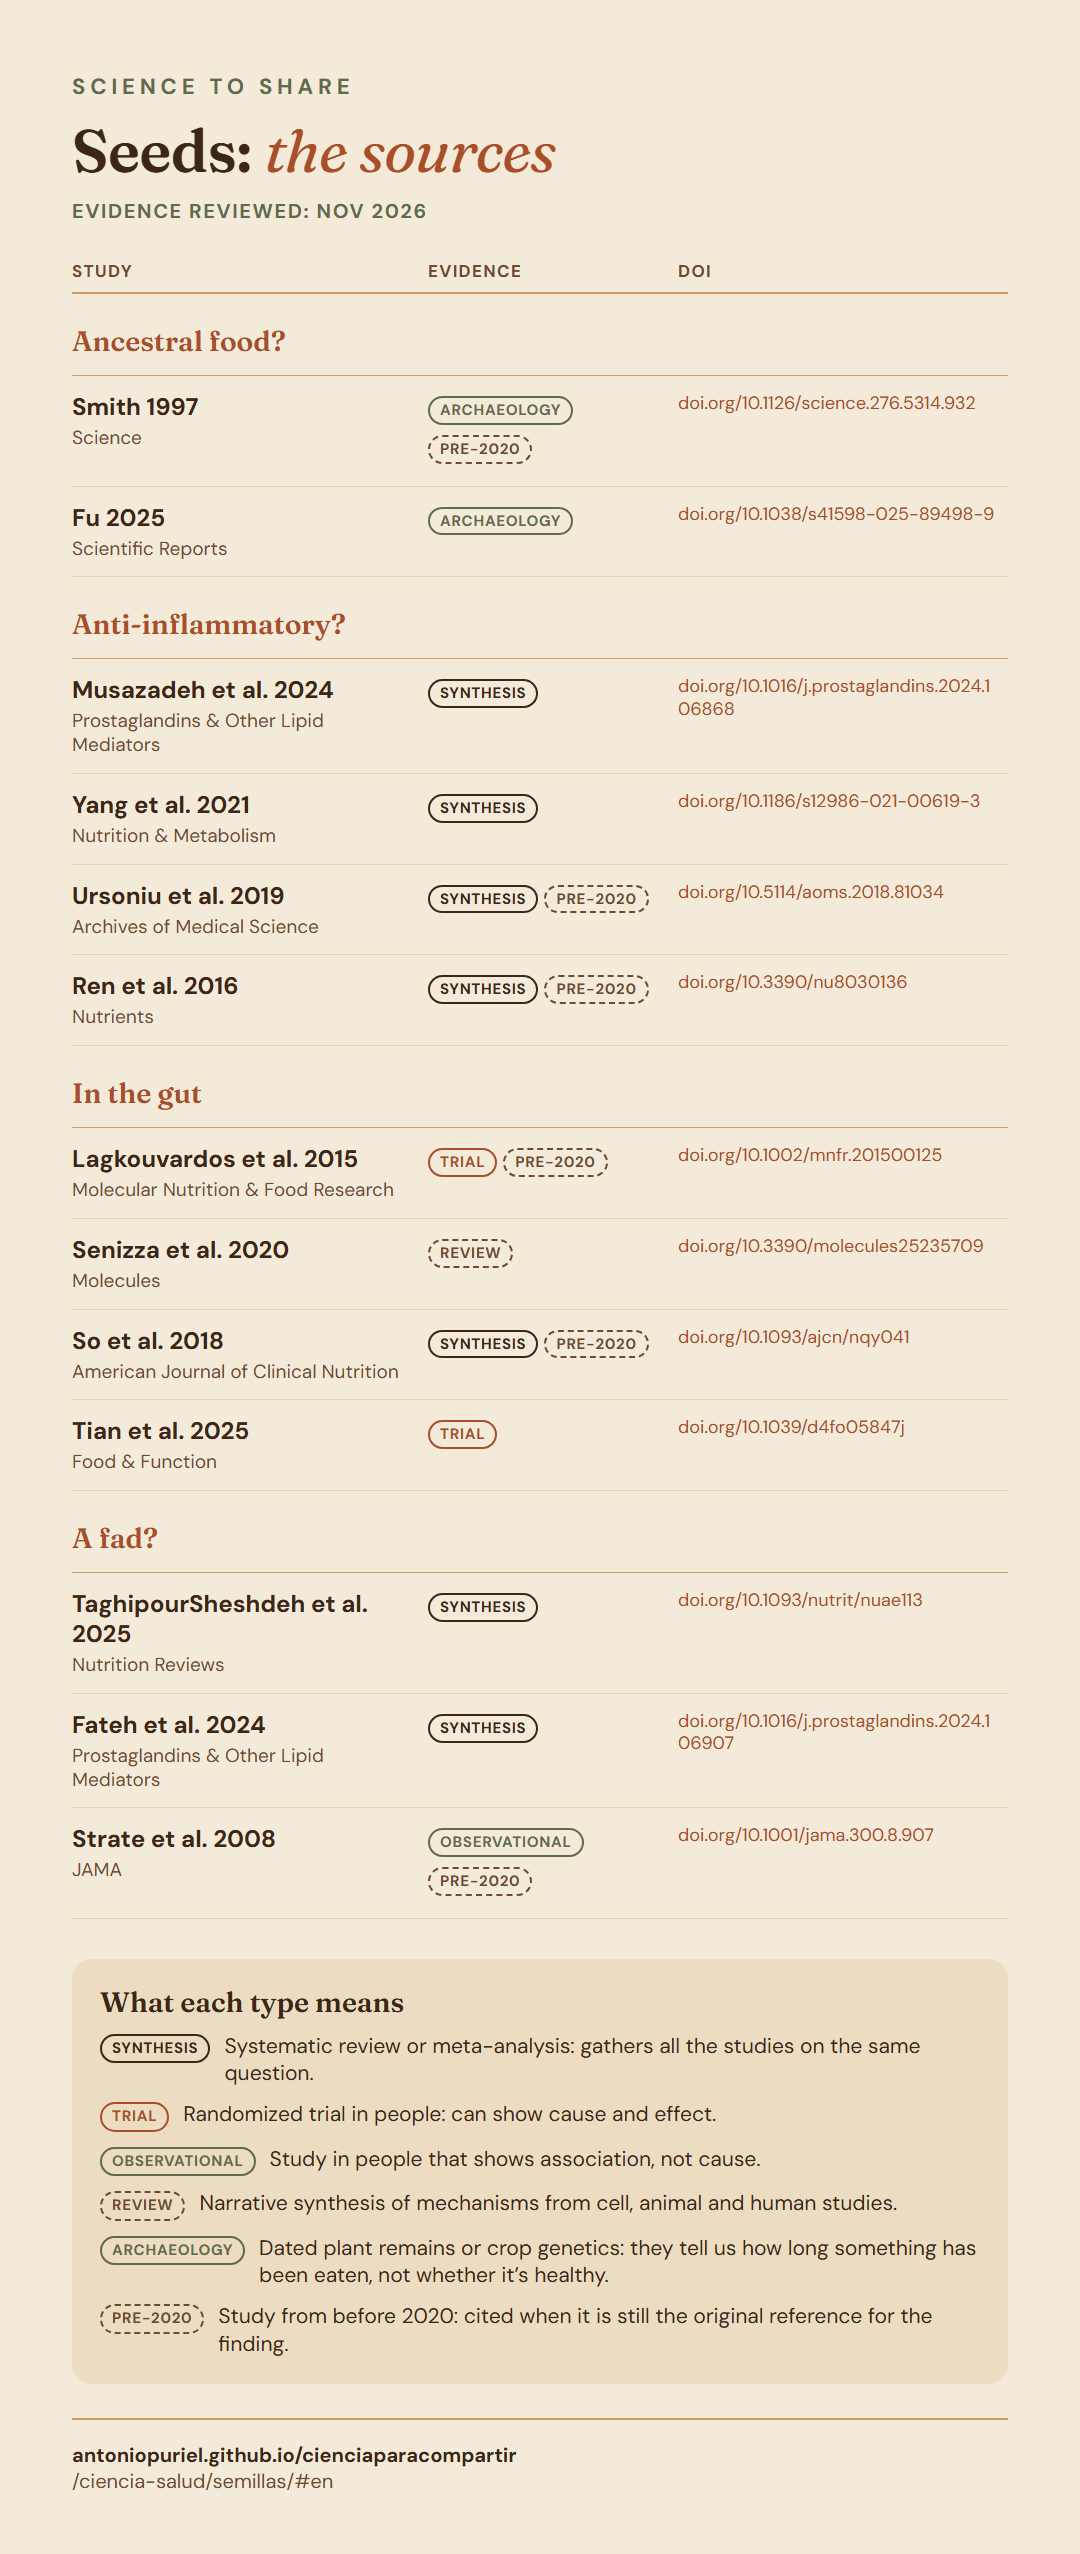 SCIENCE TO SHARE
Seeds: the sources
EVIDENCE REVIEWED: NOV 2026
STUDY EVIDENCE DOI
Ancestral food?
Smith 1997 ARCHAEOLOGY doi.org/10.1126/science.276.5314.932
Science
PRE-2020
Fu 2025 ARCHAEOLOGY doi.org/10.1038/s41598-025-89498-9
Scientific Reports
Anti-inflammatory?
Musazadeh et al. 2024 SYNTHESIS doi.org/10.1016/j.prostaglandins.2024.1
06868
Prostaglandins & Other Lipid
Mediators
Yang et al. 2021 SYNTHESIS doi.org/10.1186/s12986-021-00619-3
Nutrition & Metabolism
Ursoniu et al. 2019 SYNTHESIS PRE-2020 doi.org/10.5114/aoms.2018.81034
Archives of Medical Science
Ren et al. 2016 SYNTHESIS PRE-2020 doi.org/10.3390/nu8030136
Nutrients
In the gut
Lagkouvardos et al. 2015 TRIAL PRE-2020 doi.org/10.1002/mnfr.201500125
Molecular Nutrition & Food Research
Senizza et al. 2020 REVIEW doi.org/10.3390/molecules25235709
Molecules
So et al. 2018 SYNTHESIS PRE-2020 doi.org/10.1093/ajcn/nqy041
American Journal of Clinical Nutrition
Tian et al. 2025 TRIAL doi.org/10.1039/d4fo05847j
Food & Function
A fad?
TaghipourSheshdeh et al. SYNTHESIS doi.org/10.1093/nutrit/nuae113
2025
Nutrition Reviews
Fateh et al. 2024 SYNTHESIS doi.org/10.1016/j.prostaglandins.2024.1
06907
Prostaglandins & Other Lipid
Mediators
Strate et al. 2008 OBSERVATIONAL doi.org/10.1001/jama.300.8.907
JAMA
PRE-2020
What each type means
SYNTHESIS Systematic review or meta-analysis: gathers all the studies on the same
question.
TRIAL Randomized trial in people: can show cause and effect.
OBSERVATIONAL Study in people that shows association, not cause.
REVIEW Narrative synthesis of mechanisms from cell, animal and human studies.
ARCHAEOLOGY Dated plant remains or crop genetics: they tell us how long something has
been eaten, not whether it’s healthy.
PRE-2020 Study from before 2020: cited when it is still the original reference for the
finding.
antoniopuriel.github.io/cienciaparacompartir
/ciencia-salud/semillas/#en